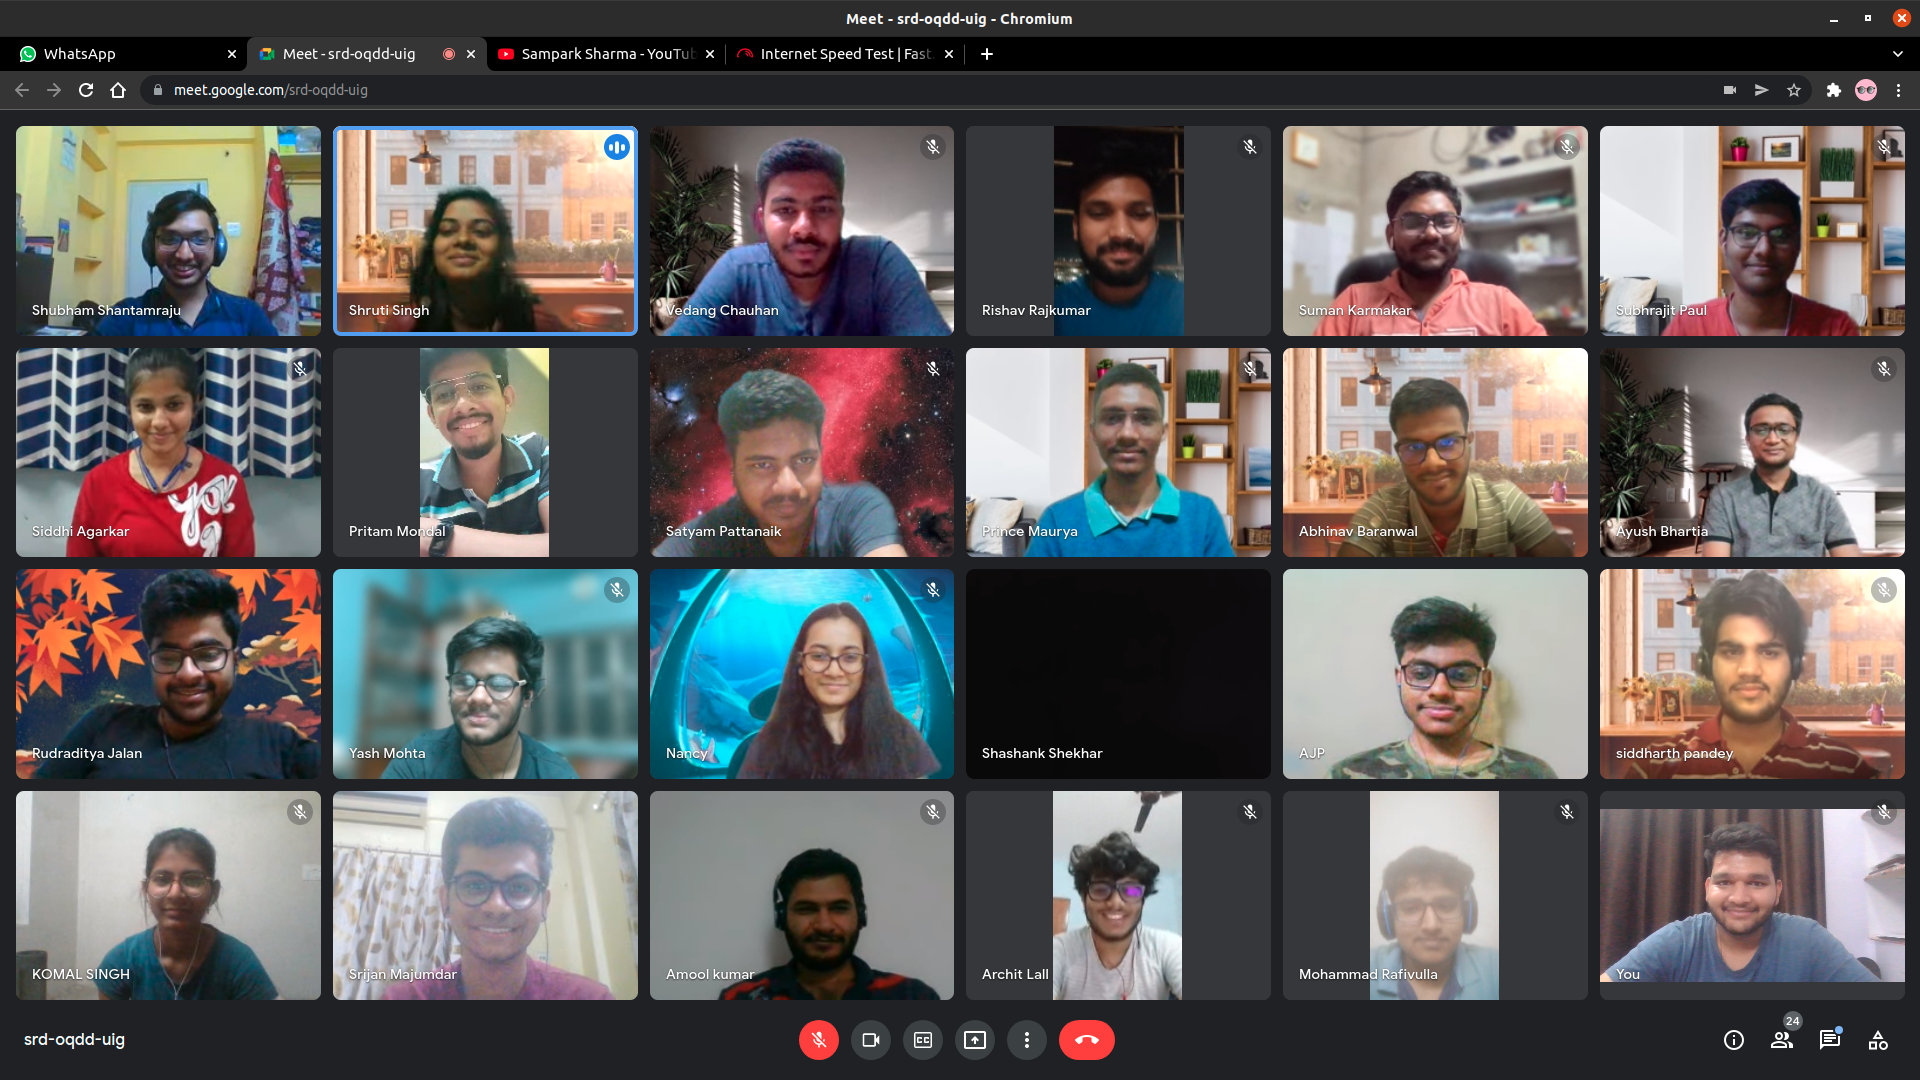 Meet - srd-oqdd-uig - Chromium
WhatsApp
Meet - srd-oqdd-uig
Sampark Sharma - YouTub
Internet Speed Test | Fast.
meet.google.com/srd-oqdd-uig
Shubham Shantamraju
Shruti Singh
Vedang Chauhan
Rishav Rajkumar
Suman Karmakar
Subhrajit Paul
Siddhi Agarkar
Pritam Mondal
Satyam Pattanaik
Prince Maurya
Abhinav Baranwal
Ayush Bhartia
Rudraditya Jalan
Yash Mohta
Nancy
Shashank Shekhar
AJP
siddharth pandey
KOMAL SINGH
Srijan Majumdar
Amool kumar
Archit Lall
Mohammad Rafivulla
You
srd-oqdd-uig
24